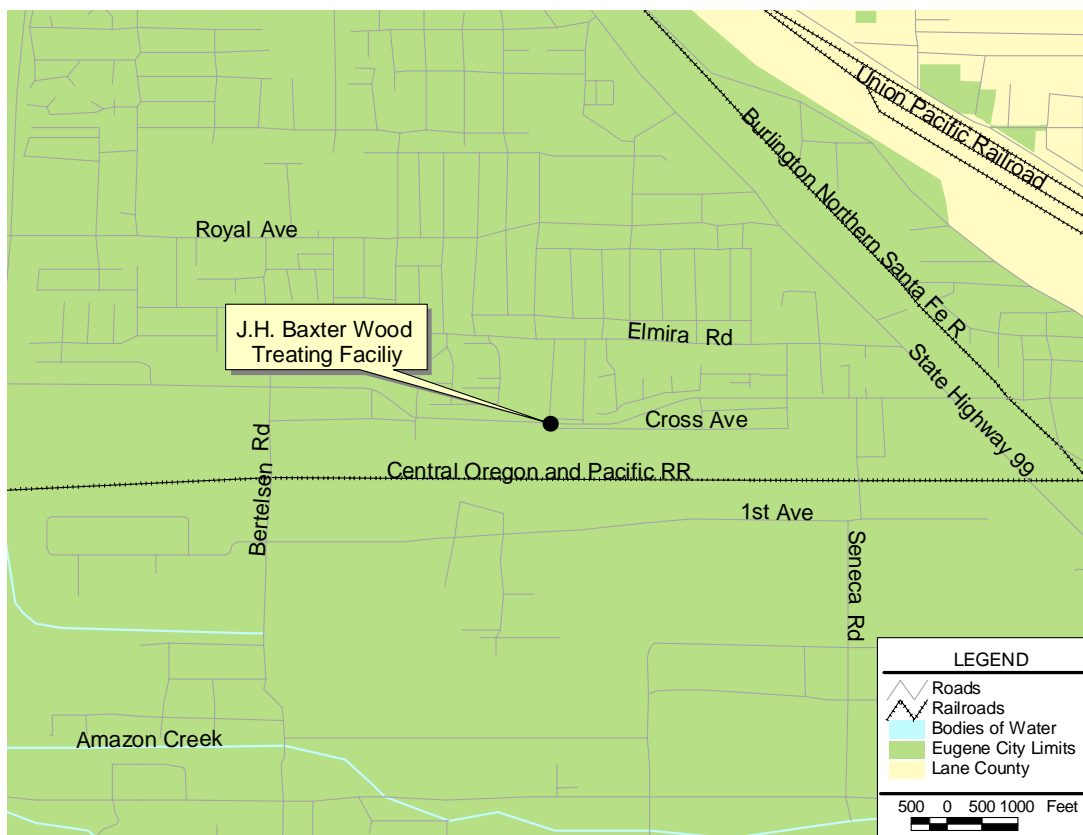 Union Pacific Railroad
Burlington Northern Santa Fe R
Royal Ave
J.H. Baxter Wood
Treating Faciliy
Elmira Rd
State Highway 99
Cross Ave
Bertelsen Rd
Central Oregon and Pacific RR
1st Ave
Seneca Rd
Amazon Creek
LEGEND
Roads
Railroads
Bodies of Water
Eugene City Limits
Lane County
500 0 500 1000 Feet